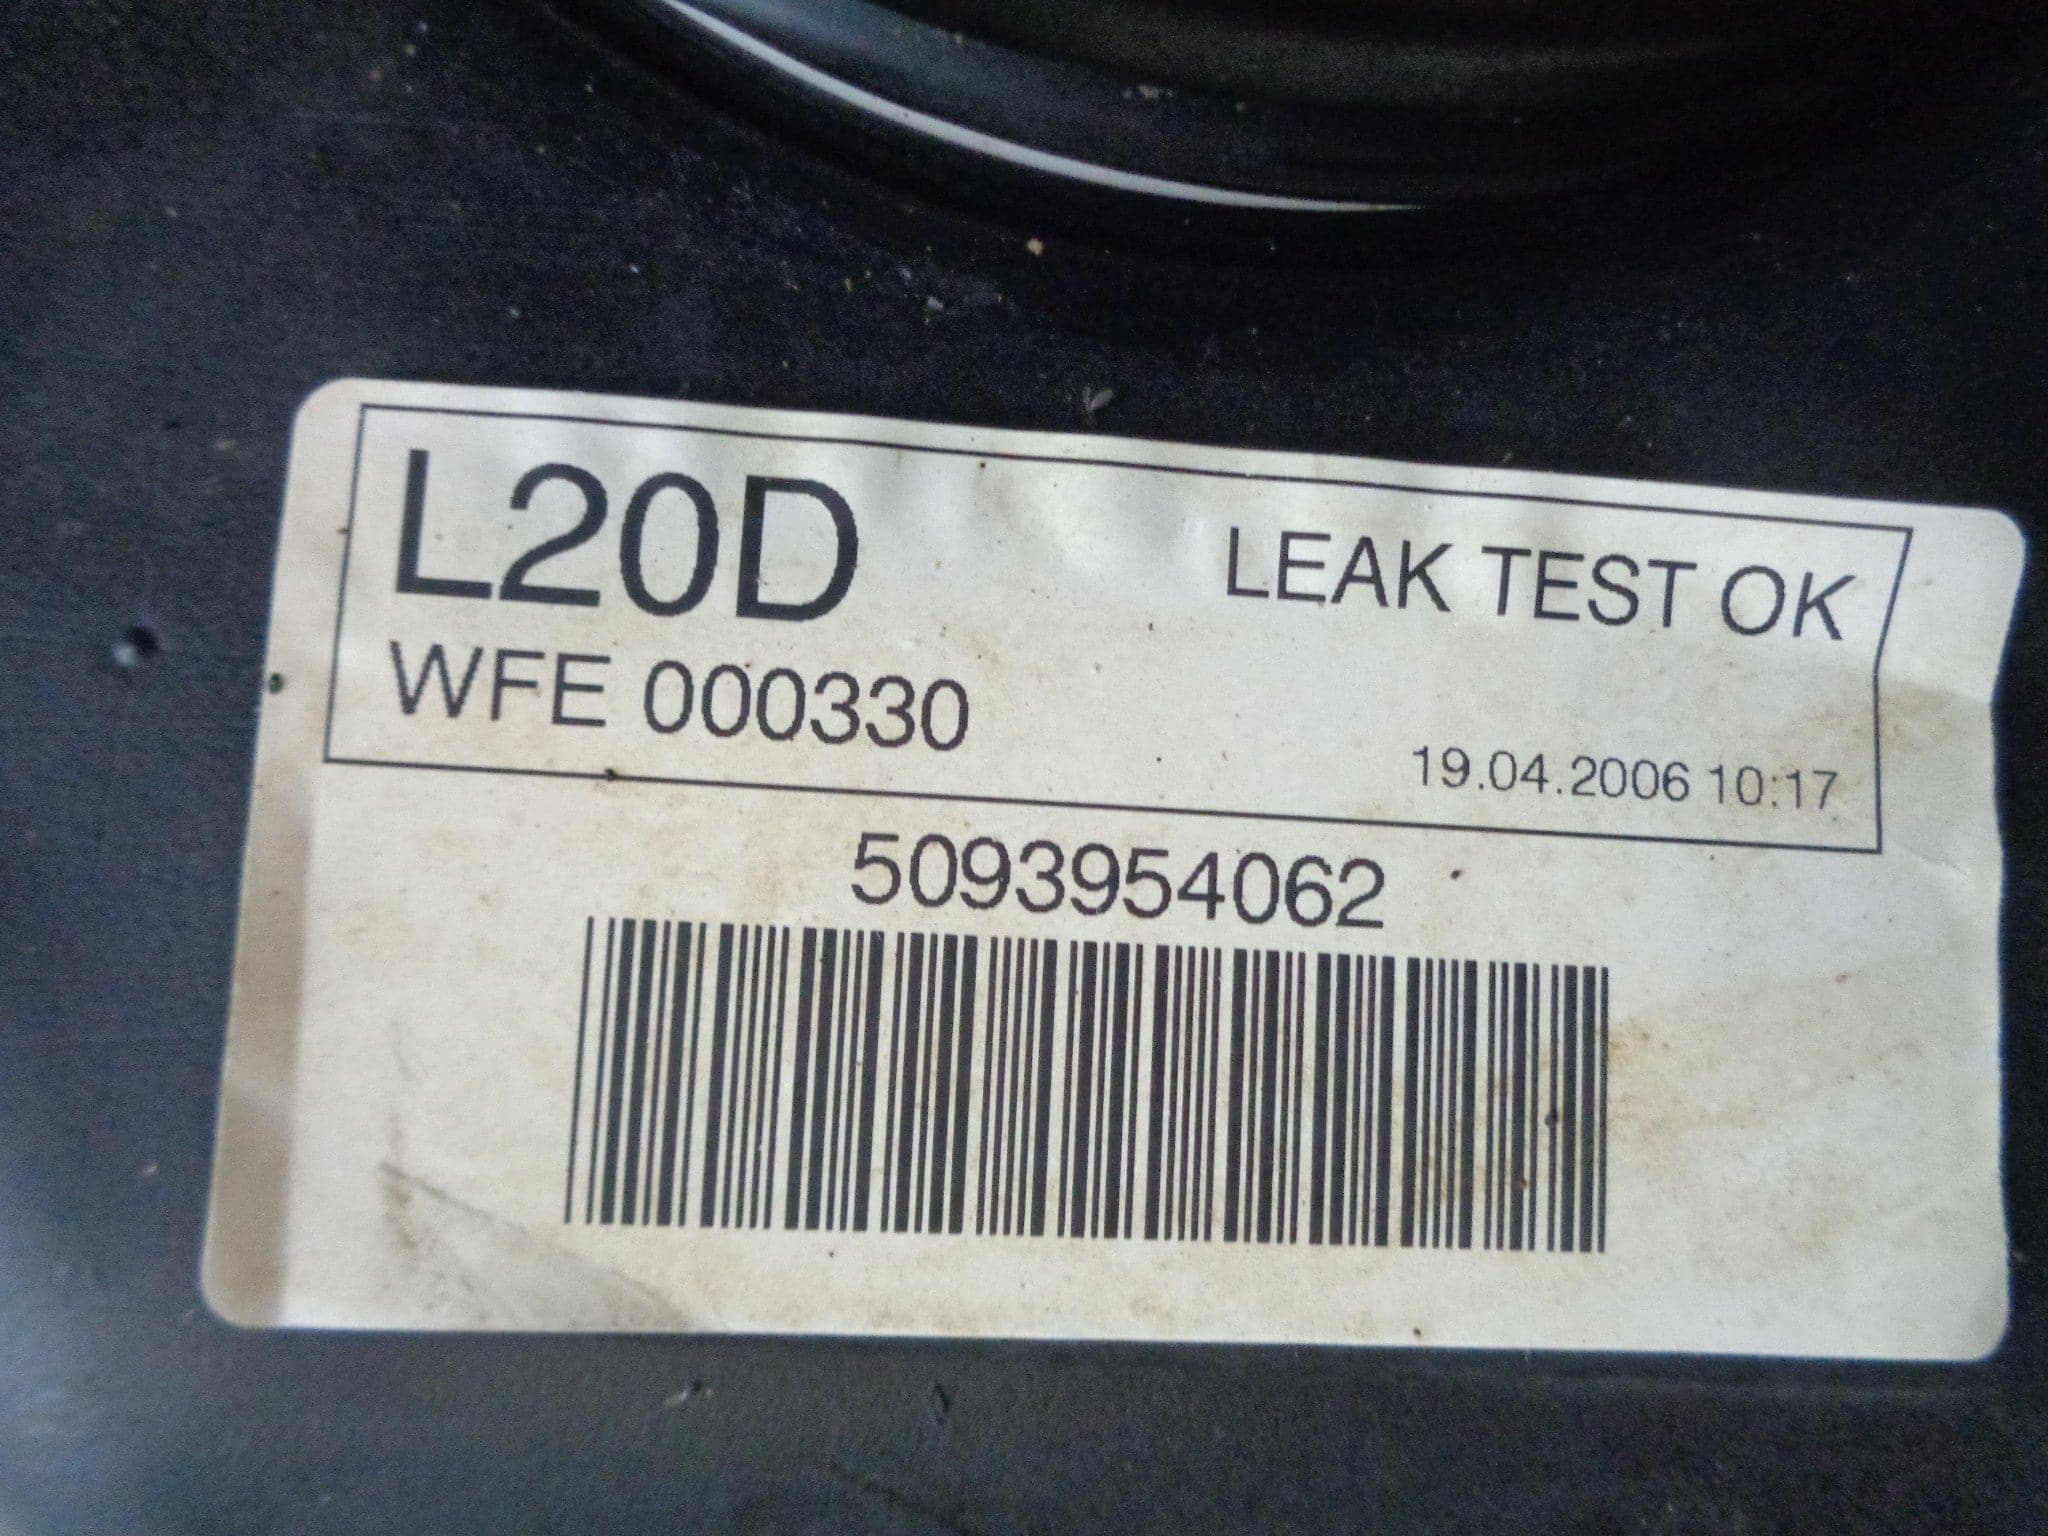 L20D
LEAK TEST OK
WFE 000330
19.04.2006 10:17
5093954062